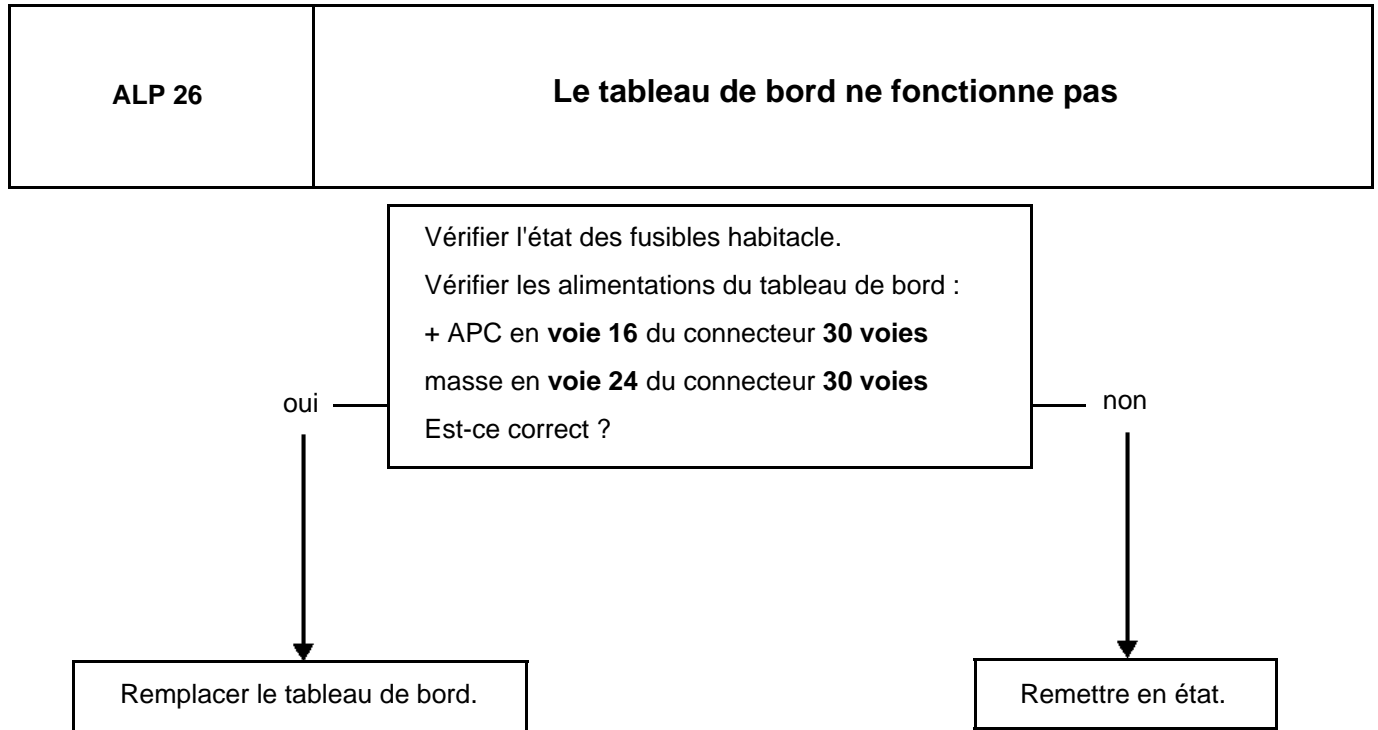 ALP 26
Le tableau de bord ne fonctionne pas
Vérifier l'état des fusibles habitacle.
Vérifier les alimentations du tableau de bord :
+ APC en voie 16 du connecteur 30 voies
masse en voie 24 du connecteur 30 voies
Est-ce correct ?
oui
non
Remplacer le tableau de bord.
Remettre en état.